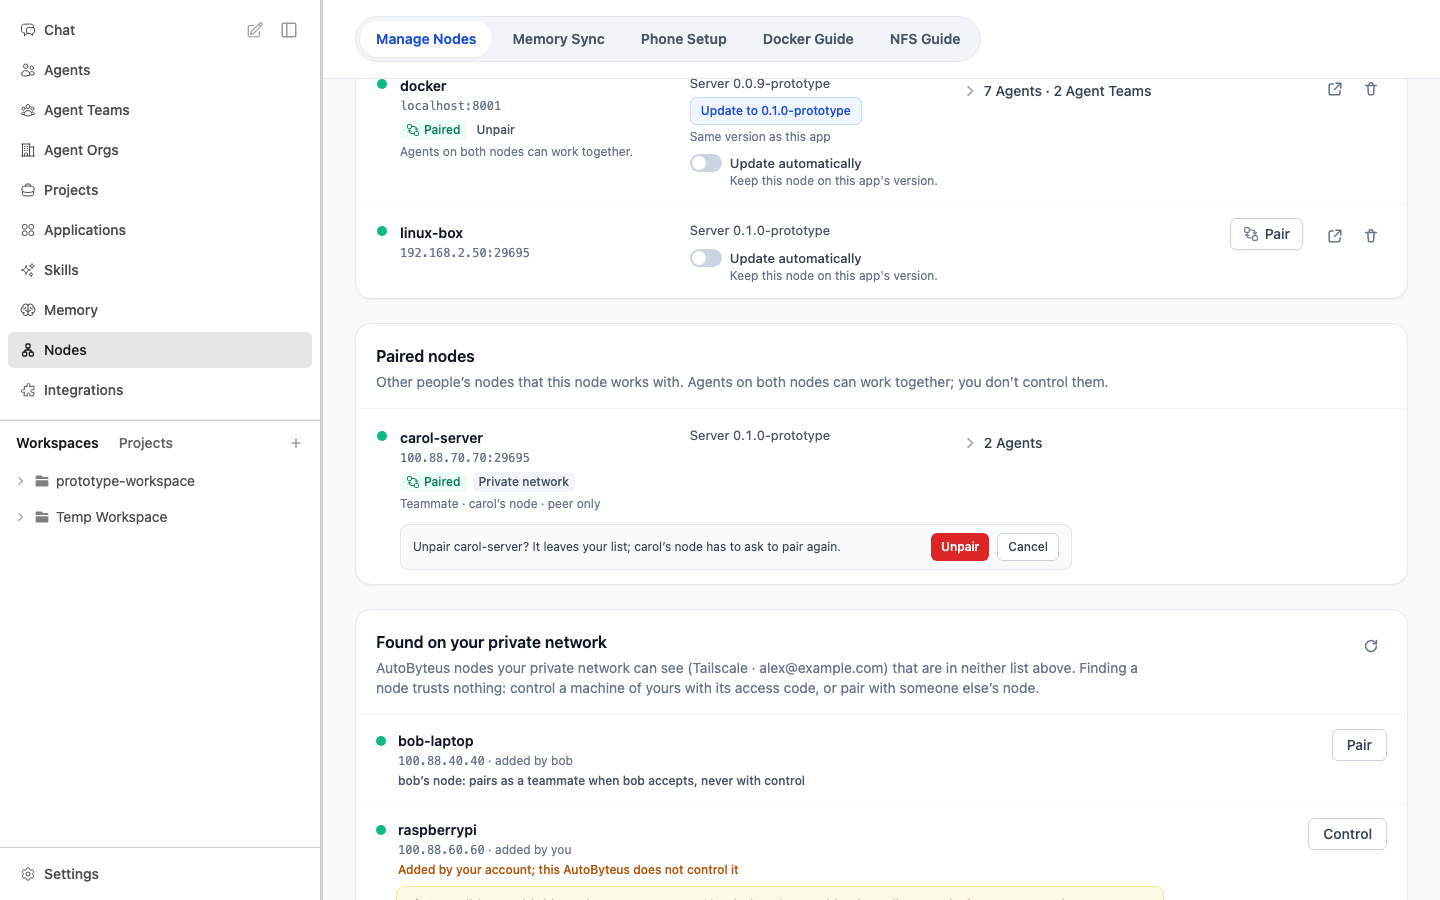 Chat
Agents
Agent Teams
Agent Orgs
Projects
Applications
Skills
Memory
Nodes
Integrations
Workspaces Projects
prototype-workspace
Temp Workspace
Settings
Manage Nodes Memory Sync Phone Setup Docker Guide NFS Guide
docker
localhost:8001
Paired Unpair
Agents on both nodes can work together.
Server 0.0.9-prototype
Update to 0.1.0-prototype
Same version as this app
Update automatically
Keep this node on this app's version.
7 Agents · 2 Agent Teams
linux-box
192.168.2.50:29695
Server 0.1.0-prototype
Update automatically
Keep this node on this app's version.
Pair
Paired nodes
Other people’s nodes that this node works with. Agents on both nodes can work together; you don’t control them.
carol-server
100.88.70.70:29695
Paired Private network
Teammate · carol’s node · peer only
Server 0.1.0-prototype
2 Agents
Unpair carol-server? It leaves your list; carol’s node has to ask to pair again.
Unpair Cancel
Found on your private network
AutoByteus nodes your private network can see (Tailscale · alex@example.com) that are in neither list above. Finding a
node trusts nothing: control a machine of yours with its access code, or pair with someone else’s node.
bob-laptop
100.88.40.40 · added by bob
bob’s node: pairs as a teammate when bob accepts, never with control
Pair
raspberrypi
100.88.60.60 · added by you
Added by your account; this AutoByteus does not control it
Control